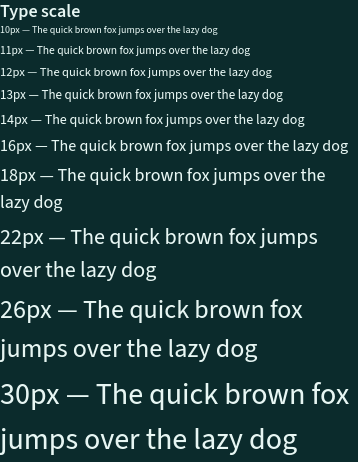 Type scale
10px — The quick brown fox jumps over the lazy dog
11px — The quick brown fox jumps over the lazy dog
12px — The quick brown fox jumps over the lazy dog
13px — The quick brown fox jumps over the lazy dog
14px — The quick brown fox jumps over the lazy dog
16px — The quick brown fox jumps over the lazy dog
18px — The quick brown fox jumps over the
lazy dog
22px — The quick brown fox jumps
over the lazy dog
26px — The quick brown fox
jumps over the lazy dog
30px — The quick brown fox
jumps over the lazy dog